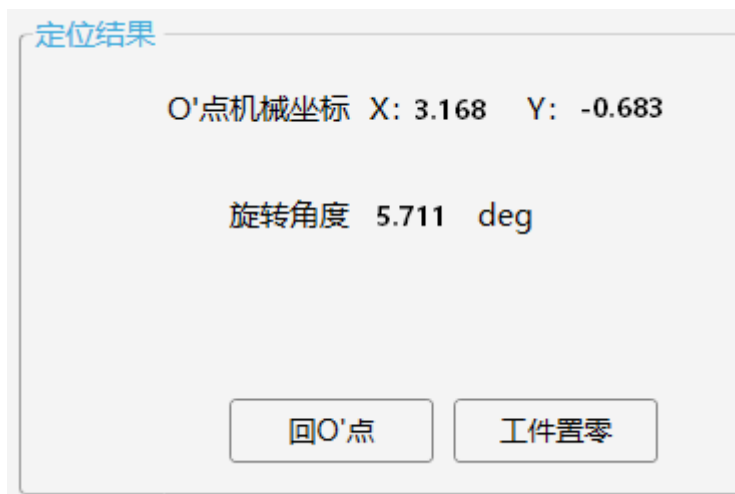 定位结果
O'点机械坐标 X: 3.168 Y: -0.683
旋转角度 5.711 deg
回O'点 工件置零